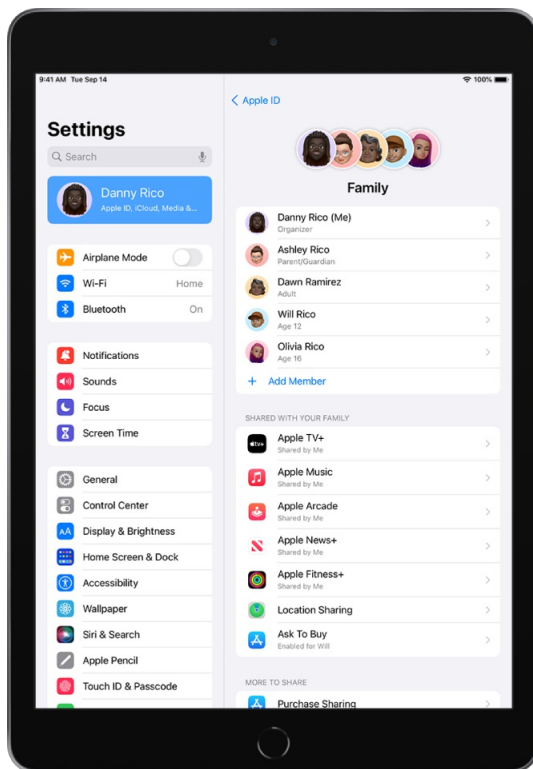 9:41 AM Tue Sep 14
100%
Settings
Search
Danny Rico
Apple ID, iCloud, Media &...
Airplane Mode
Wi-Fi
Home
Bluetooth
On
Notifications
Sounds
Focus
Screen Time
General
Control Center
Display & Brightness
Home Screen & Dock
Accessibility
Wallpaper
Siri & Search
Apple Pencil
Touch ID & Passcode
Apple ID
Family
Danny Rico (Me)
Organizer
Ashley Rico
Parent/Guardian
Dawn Ramirez
Adult
Will Rico
Age 12
Olivia Rico
Age 16
+ Add Member
SHARED WITH YOUR FAMILY
tv+
Apple TV+
Shared by Me
Apple Music
Shared by Me
Apple Arcade
Shared by Me
Apple News+
Shared by Me
Apple Fitness+
Shared by Me
Location Sharing
Ask To Buy
Enabled for Will
MORE TO SHARE
Purchase Sharing